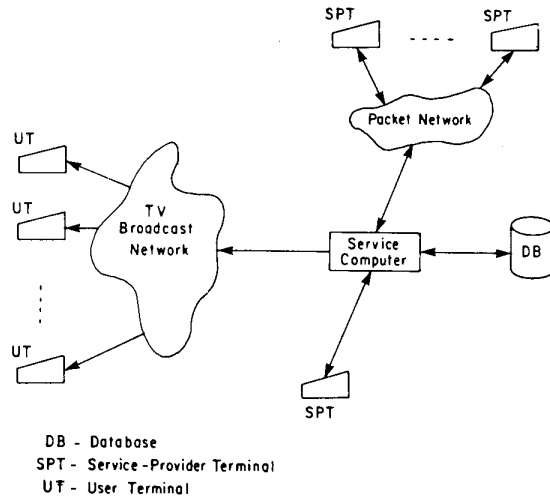 SPT
SPT
Packet Network
UT
UT
TV
Broadcast
Network
Service
Computer
DB
UT
SPT
DB - Database
SPT - Service-Provider Terminal
UT - User Terminal